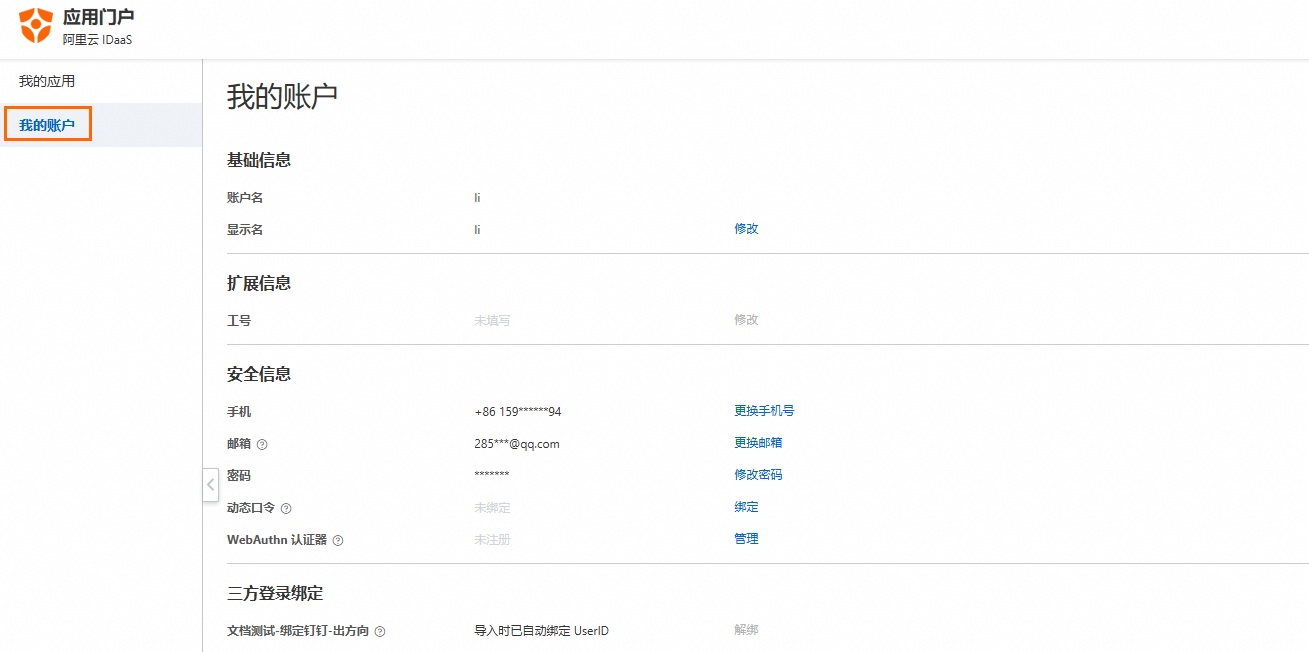 应用门户
阿里云 IDaaS
我的应用
我的账户
我的账户
基础信息
账户名 li
显示名 li 修改
扩展信息
工号 未填写 修改
安全信息
手机 +86 159******94 更换手机号
邮箱 285***@qq.com 更换邮箱
密码 ******* 修改密码
动态口令 未绑定 绑定
WebAuthn 认证器 未注册 管理
三方登录绑定
文档测试-绑定钉钉-出方向 导入时已自动绑定 UserID 解绑